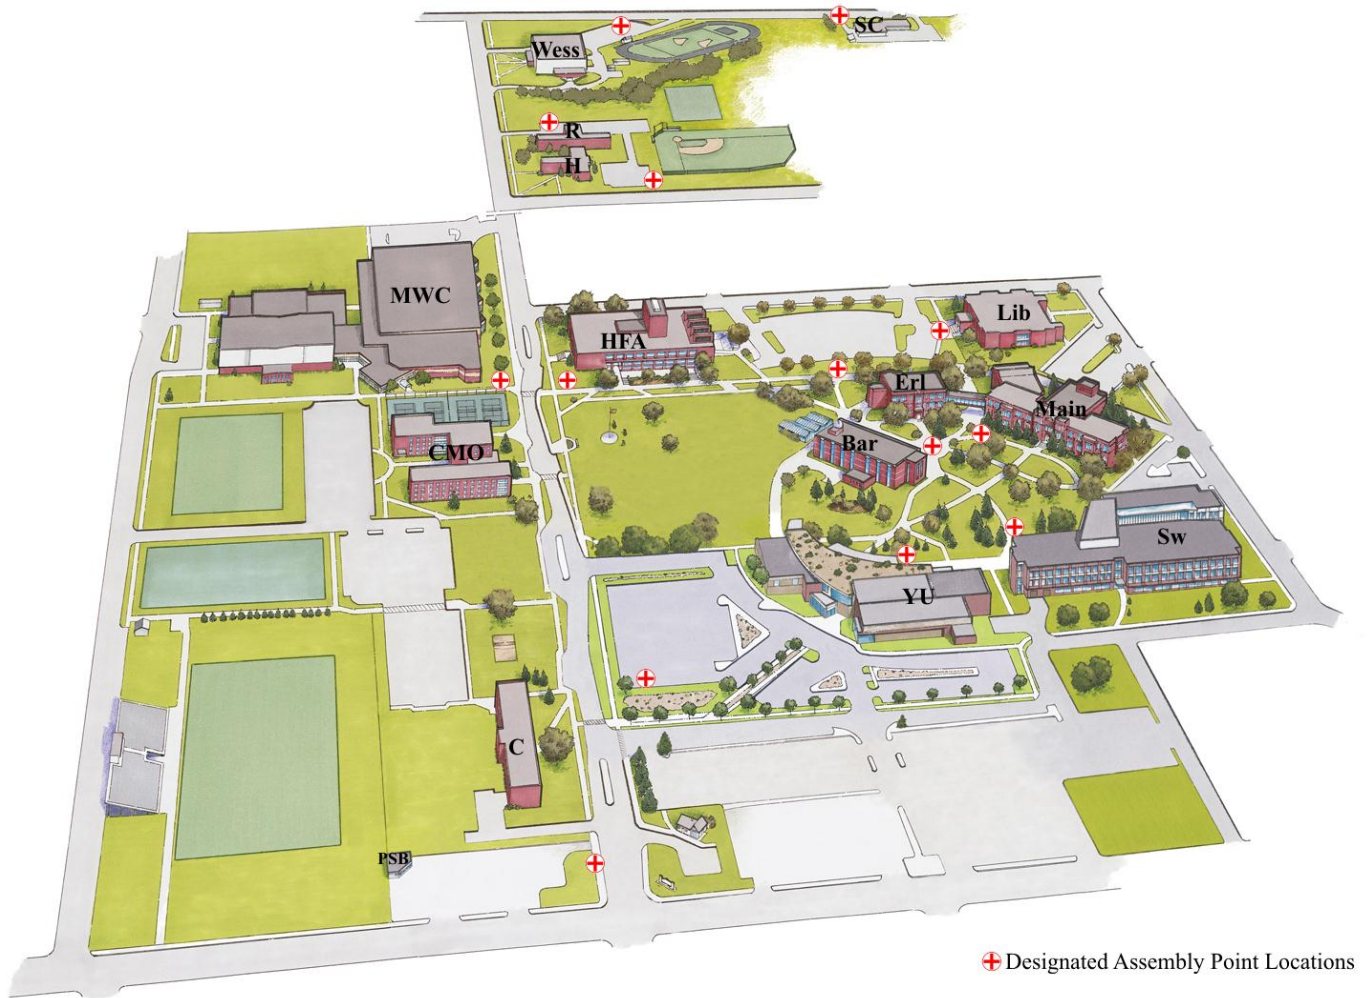 SC
Wess
R
H
MWC
Lib
HFA
Erl
Main
Bar
CMO
Sw
YU
C
PSB
Designated Assembly Point Locations